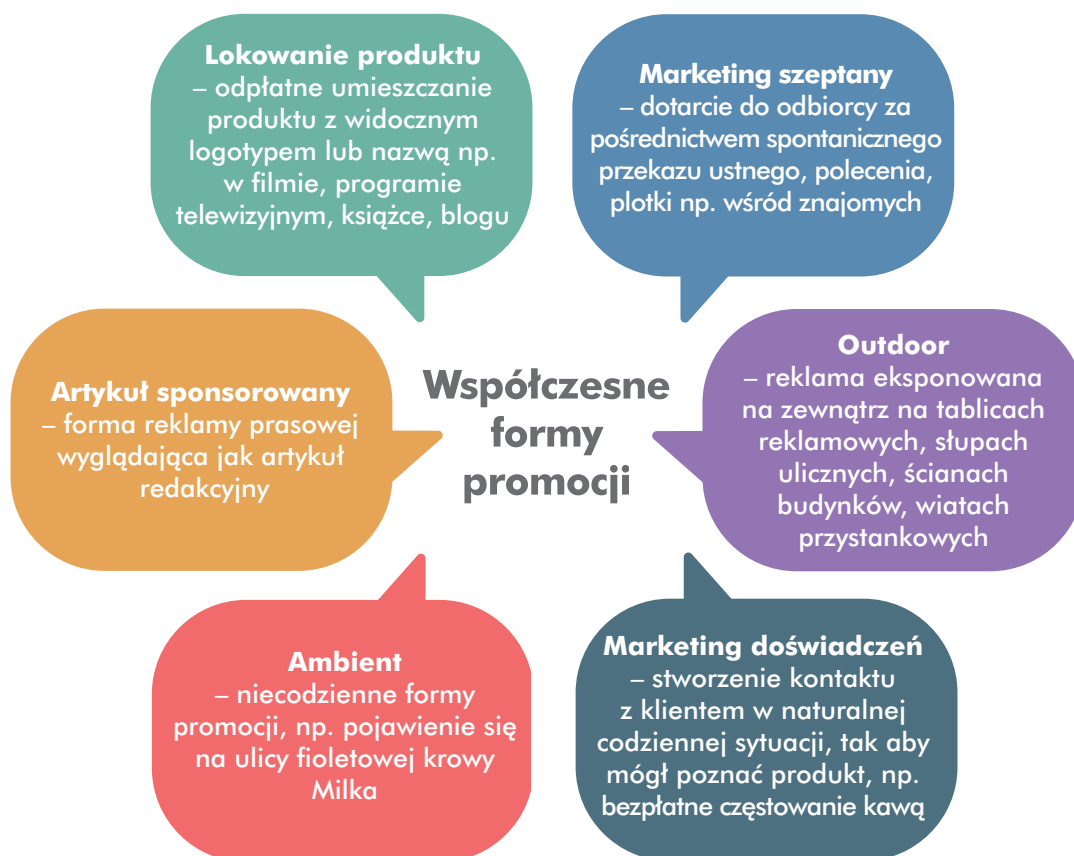 Lokowanie produktu
– odpłatne umieszczanie
produktu z widocznym
logotypem lub nazwą np.
w filmie, programie
telewizyjnym, książce, blogu
Marketing szeptany
– dotarcie do odbiorcy za
pośrednictwem spontanicznego
przekazu ustnego, polecenia,
plotki np. wśród znajomych
Artykuł sponsorowany
– forma reklamy prasowej
wyglądająca jak artykuł
redakcyjny
Współczesne
formy
promocji
Outdoor
– reklama eksponowana
na zewnątrz na tablicach
reklamowych, słupach
ulicznych, ścianach
budynków, wiatach
przystankowych
Ambient
– niecodzienne formy
promocji, np. pojawienie się
na ulicy fioletowej krowy
Milka
Marketing doświadczeń
– stworzenie kontaktu
z klientem w naturalnej
codziennej sytuacji, tak aby
mógł poznać produkt, np.
bezpłatne częstowanie kawą